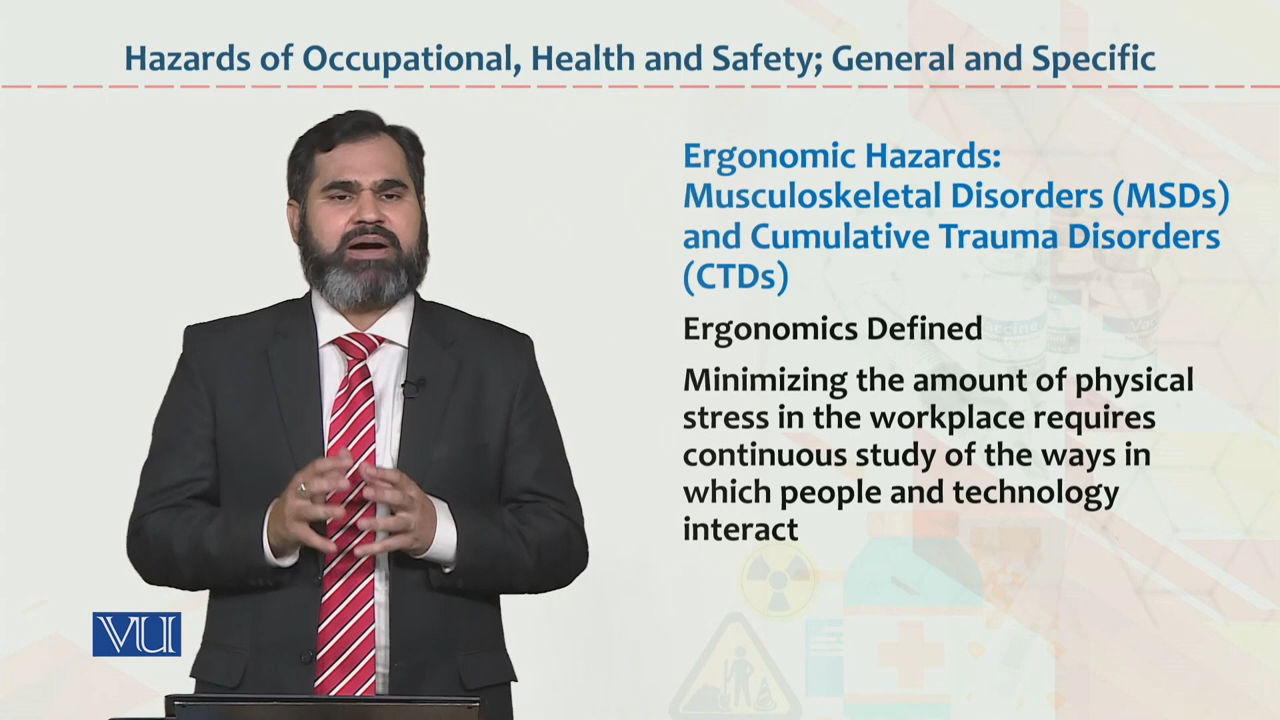 Hazards of Occupational, Health and Safety; General and Specific
Ergonomic Hazards:
Musculoskeletal Disorders (MSDs)
and Cumulative Trauma Disorders
(CTDs)
Ergonomics Defined
Minimizing the amount of physical
stress in the workplace requires
continuous study of the ways in
which people and technology
interact
VU